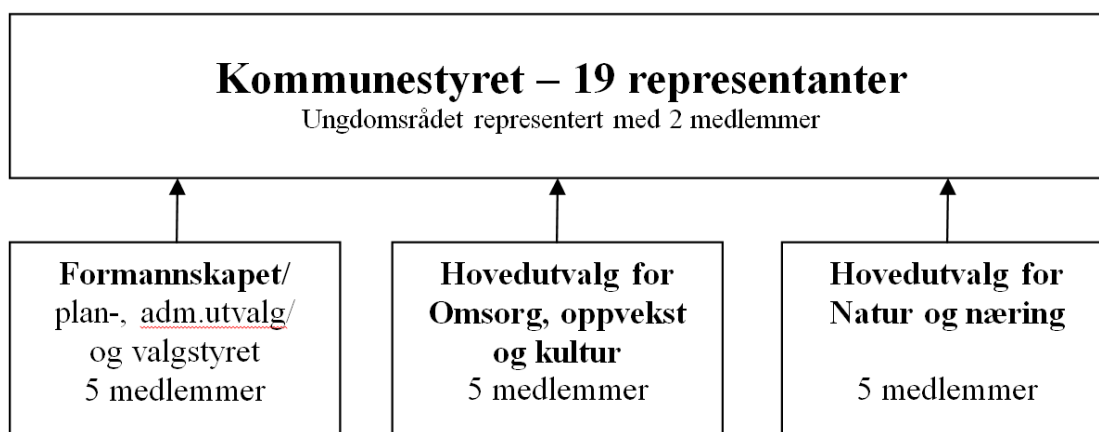 Kommunestyret – 19 representanter
Ungdomsrådet representert med 2 medlemmer
Formannskapet/
plan-, adm.utvalg/
og valgstyret
5 medlemmer
Hovedutvalg for
Omsorg, oppvekst
og kultur
5 medlemmer
Hovedutvalg for
Natur og næring
5 medlemmer